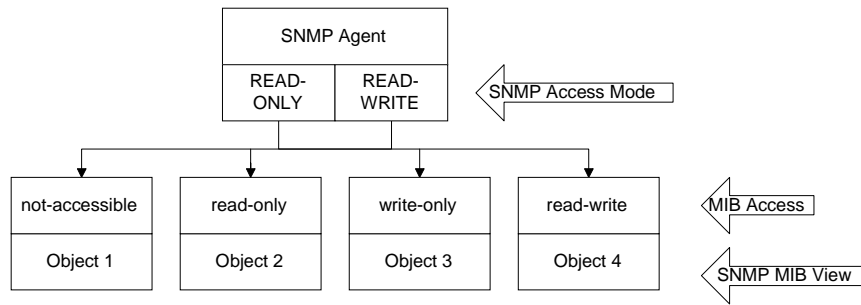 SNMP Agent
READ-
ONLY
READ-
WRITE
SNMP Access Mode
not-accessible
read-only
write-only
read-write
MIB Access
Object 1
Object 2
Object 3
Object 4
SNMP MIB View